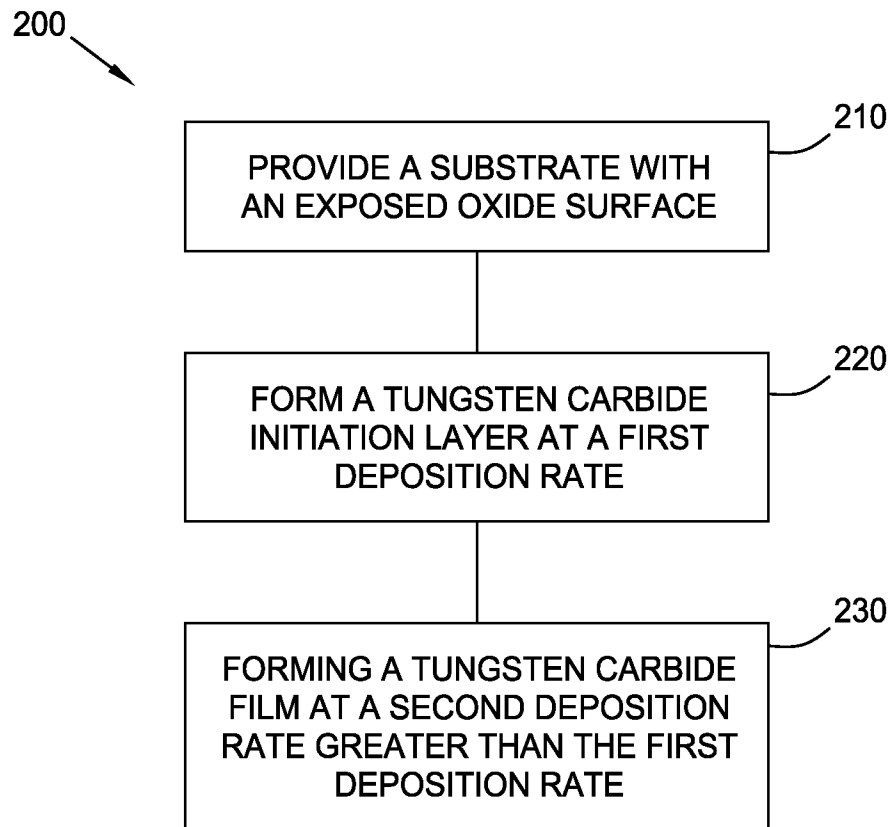 200
210
PROVIDE A SUBSTRATE WITH
AN EXPOSED OXIDE SURFACE
220
FORM A TUNGSTEN CARBIDE
INITIATION LAYER AT A FIRST
DEPOSITION RATE
230
FORMING A TUNGSTEN CARBIDE
FILM AT A SECOND DEPOSITION
RATE GREATER THAN THE FIRST
DEPOSITION RATE